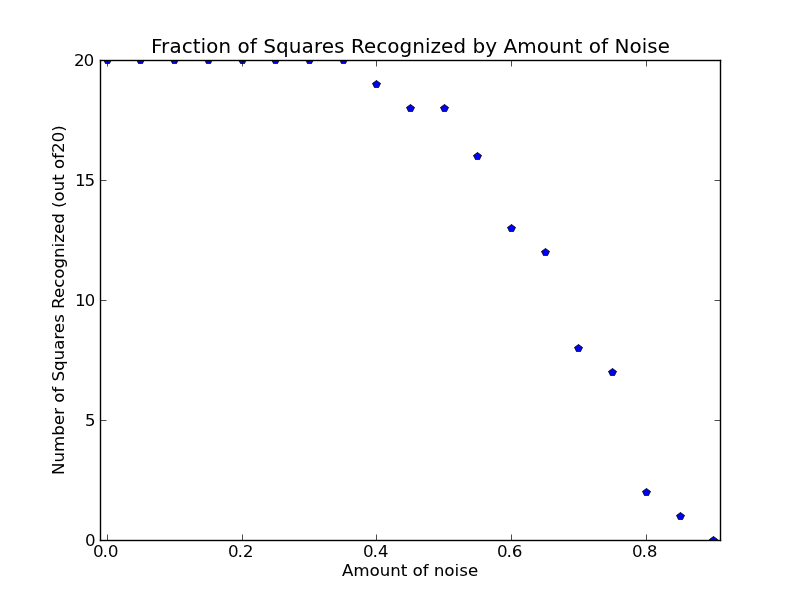 Fraction of Squares Recognized by Amount of Noise
Number of Squares Recognized (out of20)
20
15
10
5
0
0.0 0.2 0.4 0.6 0.8
Amount of noise